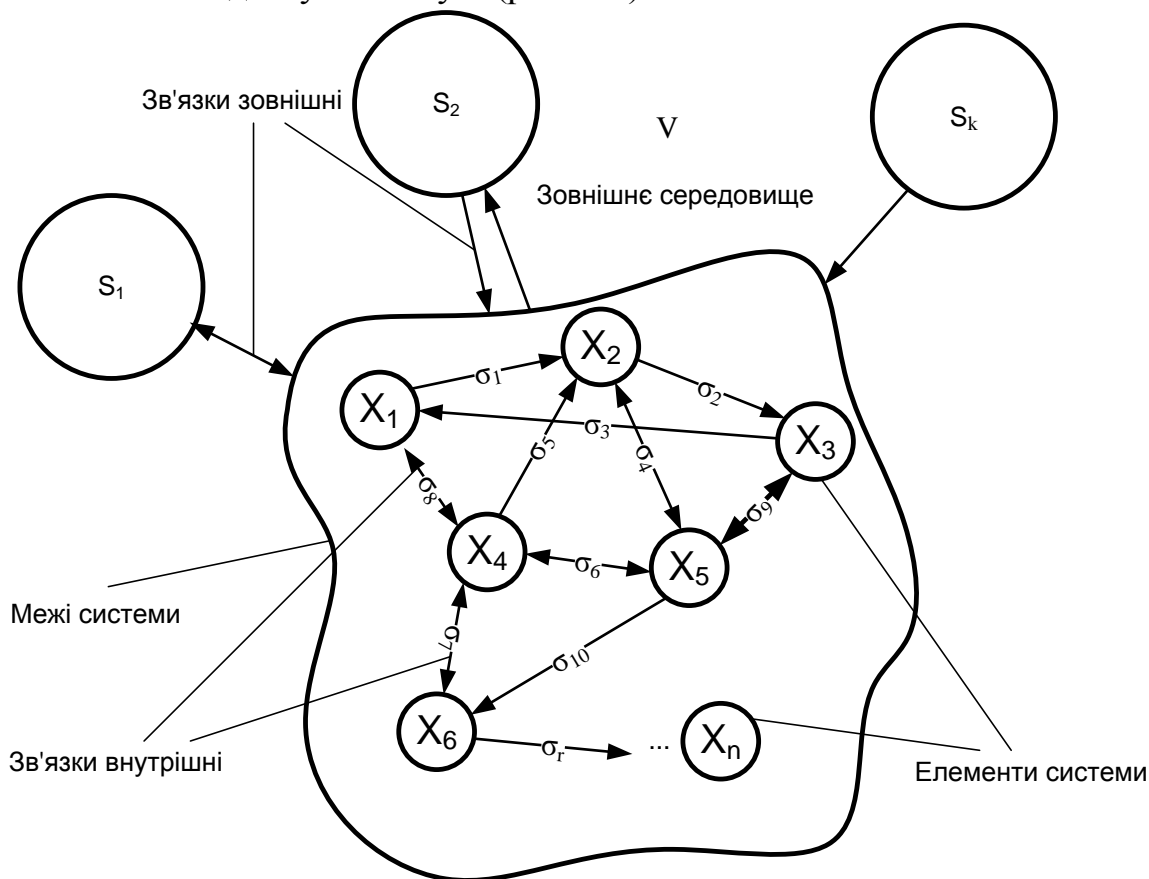 Зв'язки зовнішні
S2
V
Sk
Зовнішнє середовище
S1
X2
σ1
σ2
X1
σ3
X3
σ5
σ4
σ8
σ9
X4
σ6
X5
Межі системи
σ7
σ10
X6
σr
...
Xn
Зв'язки внутрішні
Елементи системи